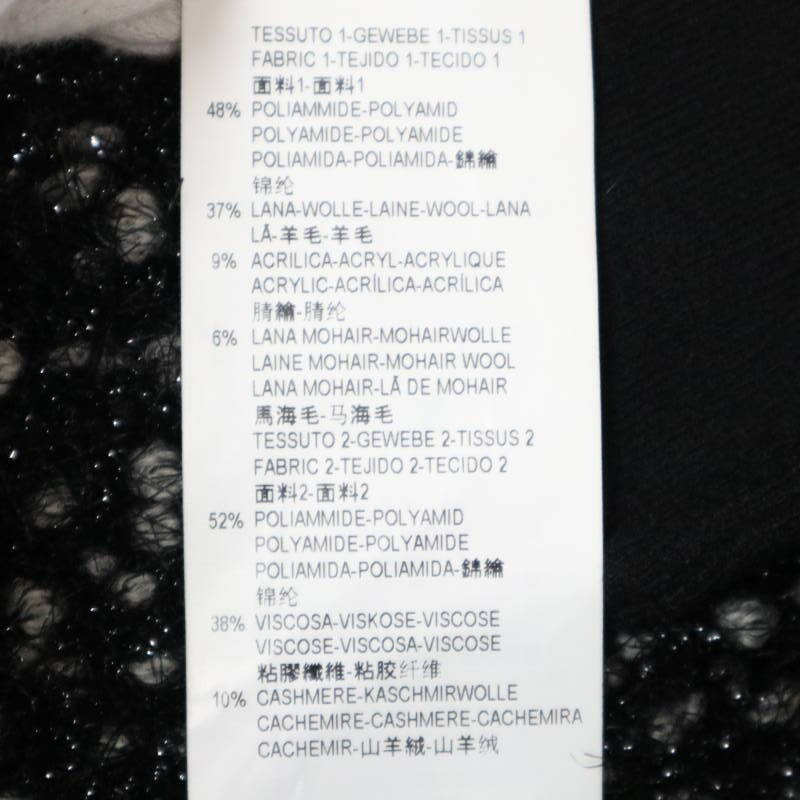 TESSUTO 1-GEWEBE 1-TISSUS 1
FABRIC 1-TEJIDO 1-TECIDO 1
面料1-面料1
48% POLIAMMIDE-POLYAMID
POLYAMIDE-POLYAMIDE
POLIAMIDA-POLIAMIDA-錦綸
锦纶
37% LANA-WOLLE-LAINE-WOOL-LANA
LÃ-羊毛-羊毛
9% ACRILICA-ACRYL-ACRYLIQUE
ACRYLIC-ACRÍLICA-ACRÍLICA
腈綸-腈纶
6% LANA MOHAIR-MOHAIRWOLLE
LAINE MOHAIR-MOHAIR WOOL
LANA MOHAIR-LÃ DE MOHAIR
馬海毛-马海毛
TESSUTO 2-GEWEBE 2-TISSUS 2
FABRIC 2-TEJIDO 2-TECIDO 2
面料2-面料2
52% POLIAMMIDE-POLYAMID
POLYAMIDE-POLYAMIDE
POLIAMIDA-POLIAMIDA-錦綸
锦纶
38% VISCOSA-VISKOSE-VISCOSE
VISCOSE-VISCOSA-VISCOSE
粘膠纖維-粘胶纤维
10% CASHMERE-KASCHMIRWOLLE
CACHEMIRE-CASHMERE-CACHEMIRA
CACHEMIR-山羊絨-山羊绒